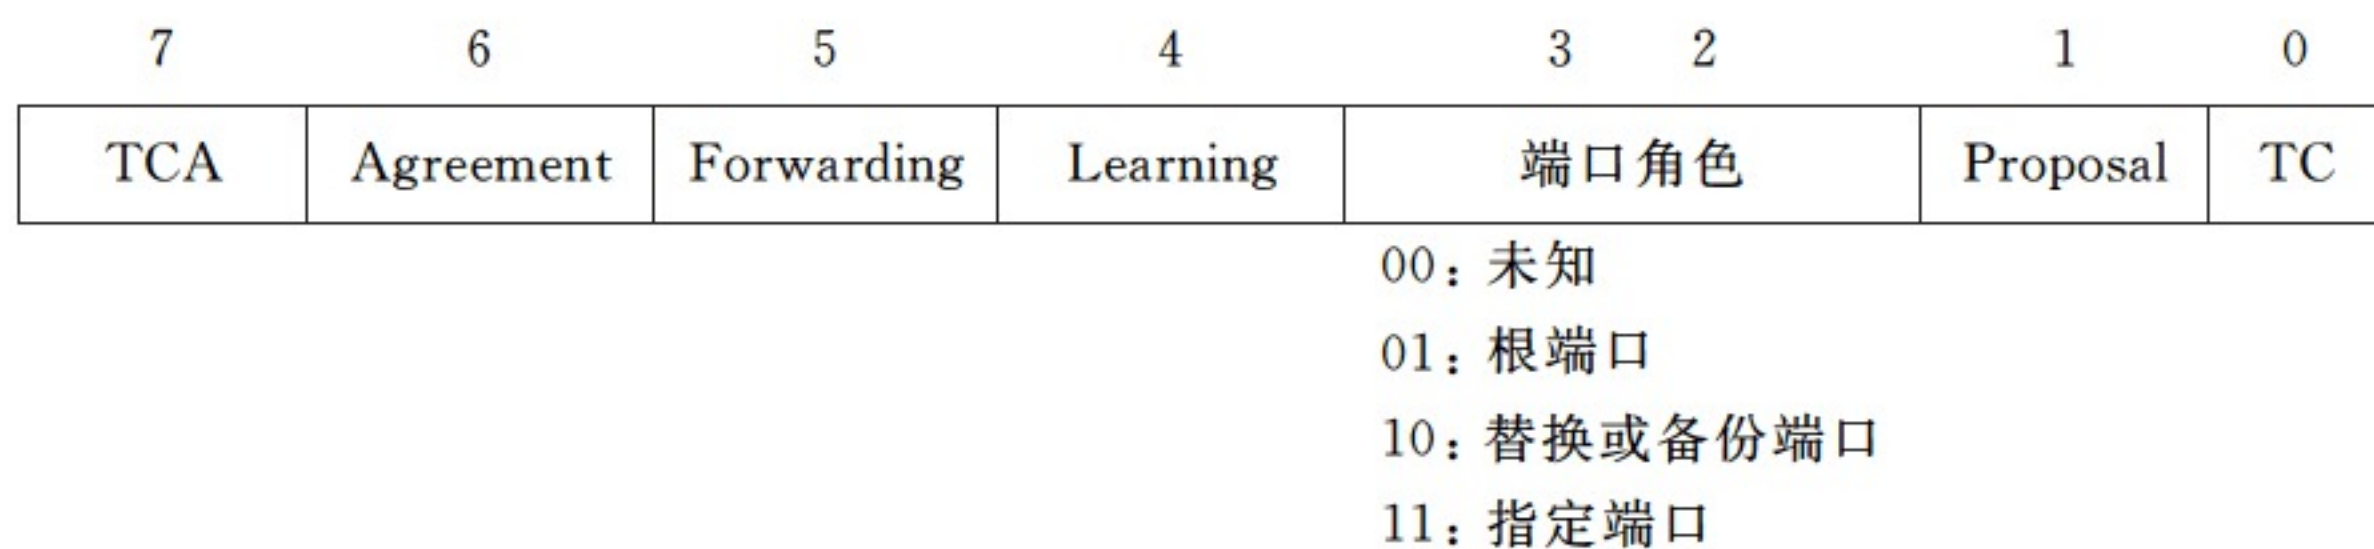 7 6 5 4 3 2 1 0
TCA Agreement Forwarding Learning 端口角色 Proposal TC
00：未知
01：根端口
10：替换或备份端口
11：指定端口